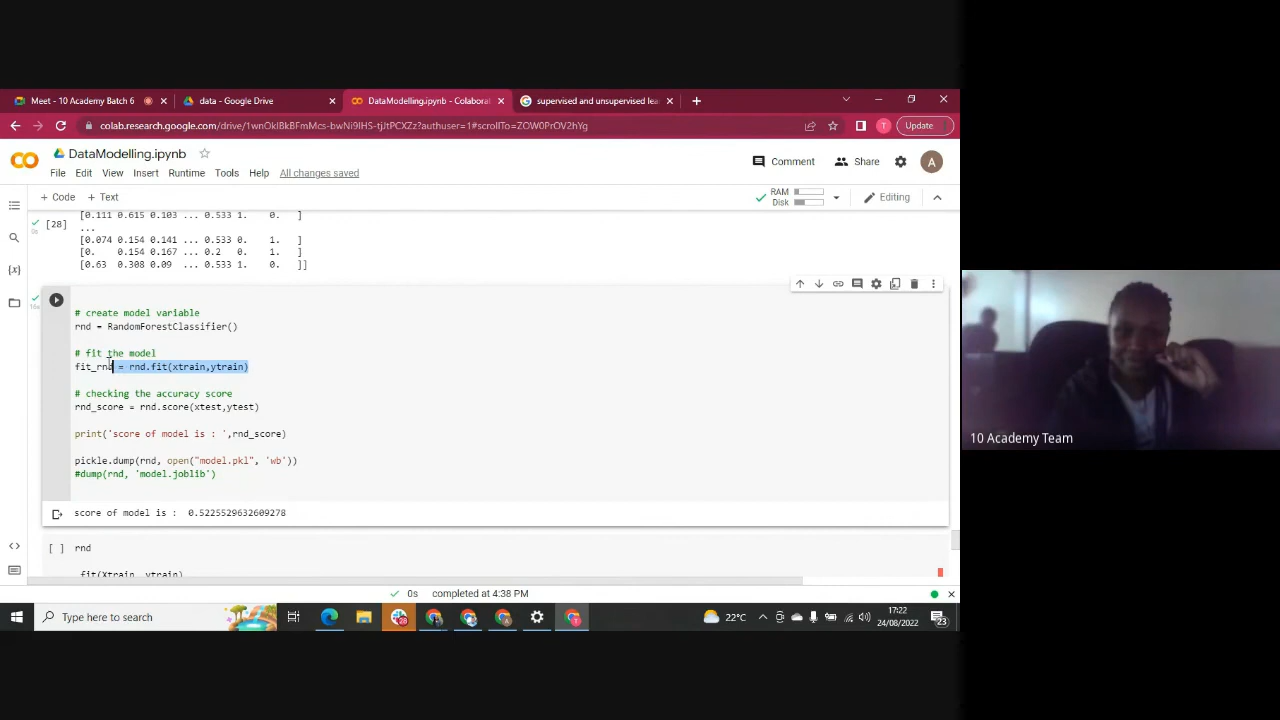 Meet - 10 Academy Batch 6
data - Google Drive
DataModelling.ipynb - Colaborat
supervised and unsupervised lea
colab.research.google.com/drive/1wnOkIBkBFmMcs-bwNi9IHS-tjJtPCXZz?authuser=1#scrollTo=ZOW0PrOV2hYg
T
Update
DataModelling.ipynb
Comment
Share
A
File Edit View Insert Runtime Tools Help All changes saved
+ Code + Text
RAM
Disk
Editing
[0.111 0.615 0.103 ... 0.533 1. 0. ]
[28]
0s
...
[0.074 0.154 0.141 ... 0.533 0. 1. ]
[0. 0.154 0.167 ... 0.2 0. 1. ]
[0.63 0.308 0.09 ... 0.533 1. 0. ]]
# create model variable
rnd = RandomForestClassifier()
# fit the model
fit_rnd = rnd.fit(xtrain,ytrain)
# checking the accuracy score
rnd_score = rnd.score(xtest,ytest)
print('score of model is : ',rnd_score)
pickle.dump(rnd, open("model.pkl", 'wb'))
#dump(rnd, 'model.joblib')
score of model is : 0.5225529632609278
[ ] rnd
fit(Xtrain, ytrain)
0s completed at 4:38 PM
Type here to search
28
22°C
17:22
24/08/2022
23
10 Academy Team